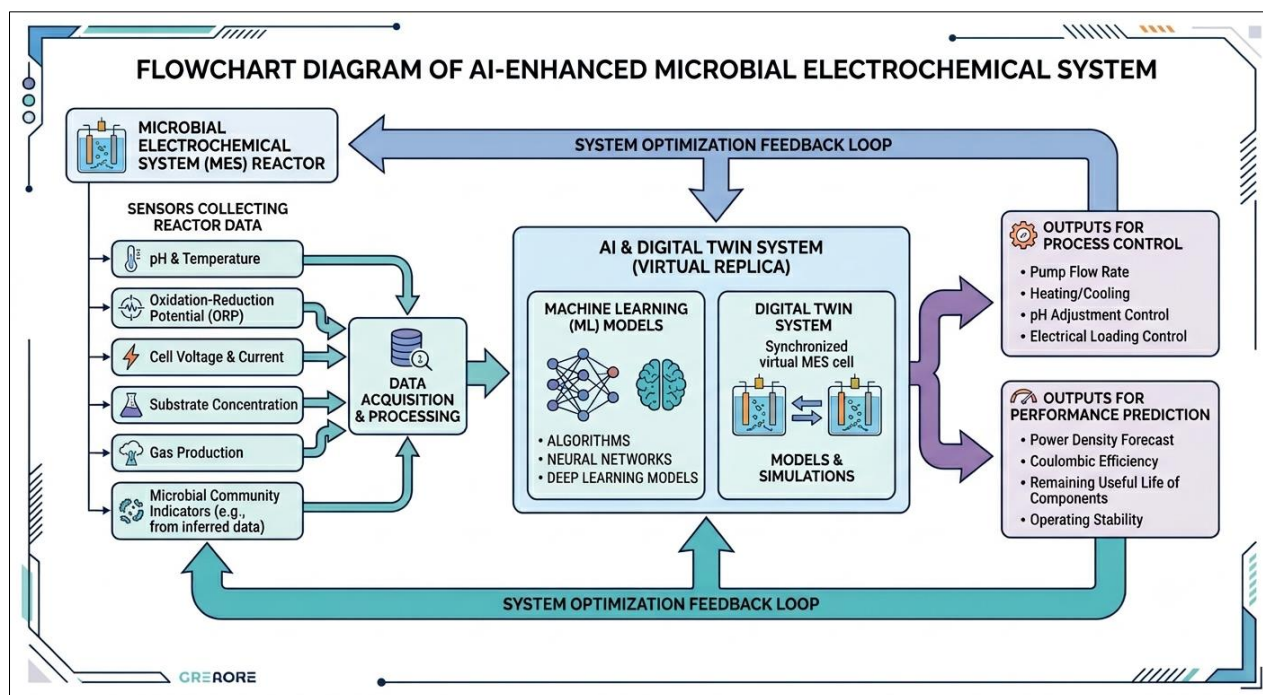 FLOWCHART DIAGRAM OF AI-ENHANCED MICROBIAL ELECTROCHEMICAL SYSTEM
MICROBIAL
ELECTROCHEMICAL
SYSTEM (MES) REACTOR
SYSTEM OPTIMIZATION FEEDBACK LOOP
SENSORS COLLECTING
REACTOR DATA
pH & Temperature
Oxidation-Reduction
Potential (ORP)
Cell Voltage & Current
Substrate Concentration
Gas Production
Microbial Community
Indicators (e.g.,
from inferred data)
DATA
ACQUISITION
& PROCESSING
AI & DIGITAL TWIN SYSTEM
(VIRTUAL REPLICA)
MACHINE LEARNING
(ML) MODELS
• ALGORITHMS
• NEURAL NETWORKS
• DEEP LEARNING MODELS
DIGITAL TWIN
SYSTEM
Synchronized
virtual MES cell
MODELS &
SIMULATIONS
OUTPUTS FOR
PROCESS CONTROL
• Pump Flow Rate
• Heating/Cooling
• pH Adjustment Control
• Electrical Loading Control
OUTPUTS FOR
PERFORMANCE PREDICTION
• Power Density Forecast
• Coulombic Efficiency
• Remaining Useful Life of
Components
• Operating Stability
SYSTEM OPTIMIZATION FEEDBACK LOOP
GREAORE